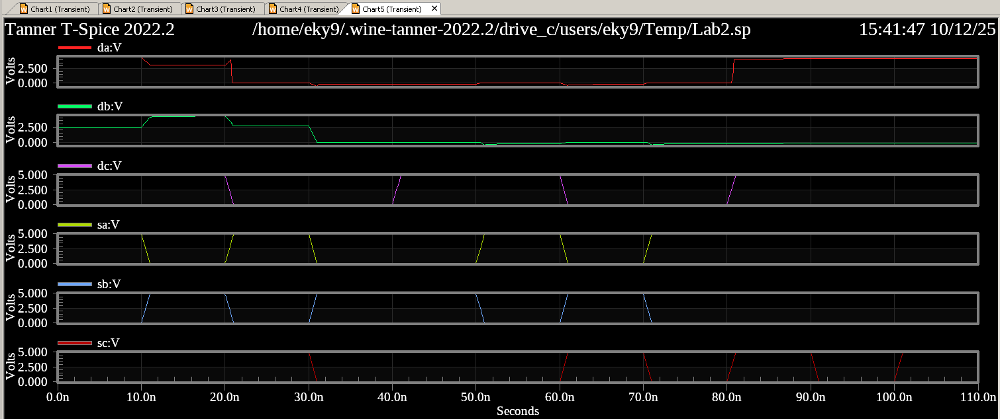 Chart1 (Transient) Chart2 (Transient) Chart3 (Transient) Chart4 (Transient) Chart5 (Transient)
Tanner T-Spice 2022.2 /home/eky9/.wine-tanner-2022.2/drive_c/users/eky9/Temp/Lab2.sp 15:41:47 10/12/25
da:V
Volts
2.500
0.000
db:V
Volts
2.500
0.000
dc:V
Volts
5.000
2.500
0.000
sa:V
Volts
5.000
2.500
0.000
sb:V
Volts
5.000
2.500
0.000
sc:V
Volts
5.000
2.500
0.000
0.0n 10.0n 20.0n 30.0n 40.0n 50.0n 60.0n 70.0n 80.0n 90.0n 100.0n 110.0n
Seconds